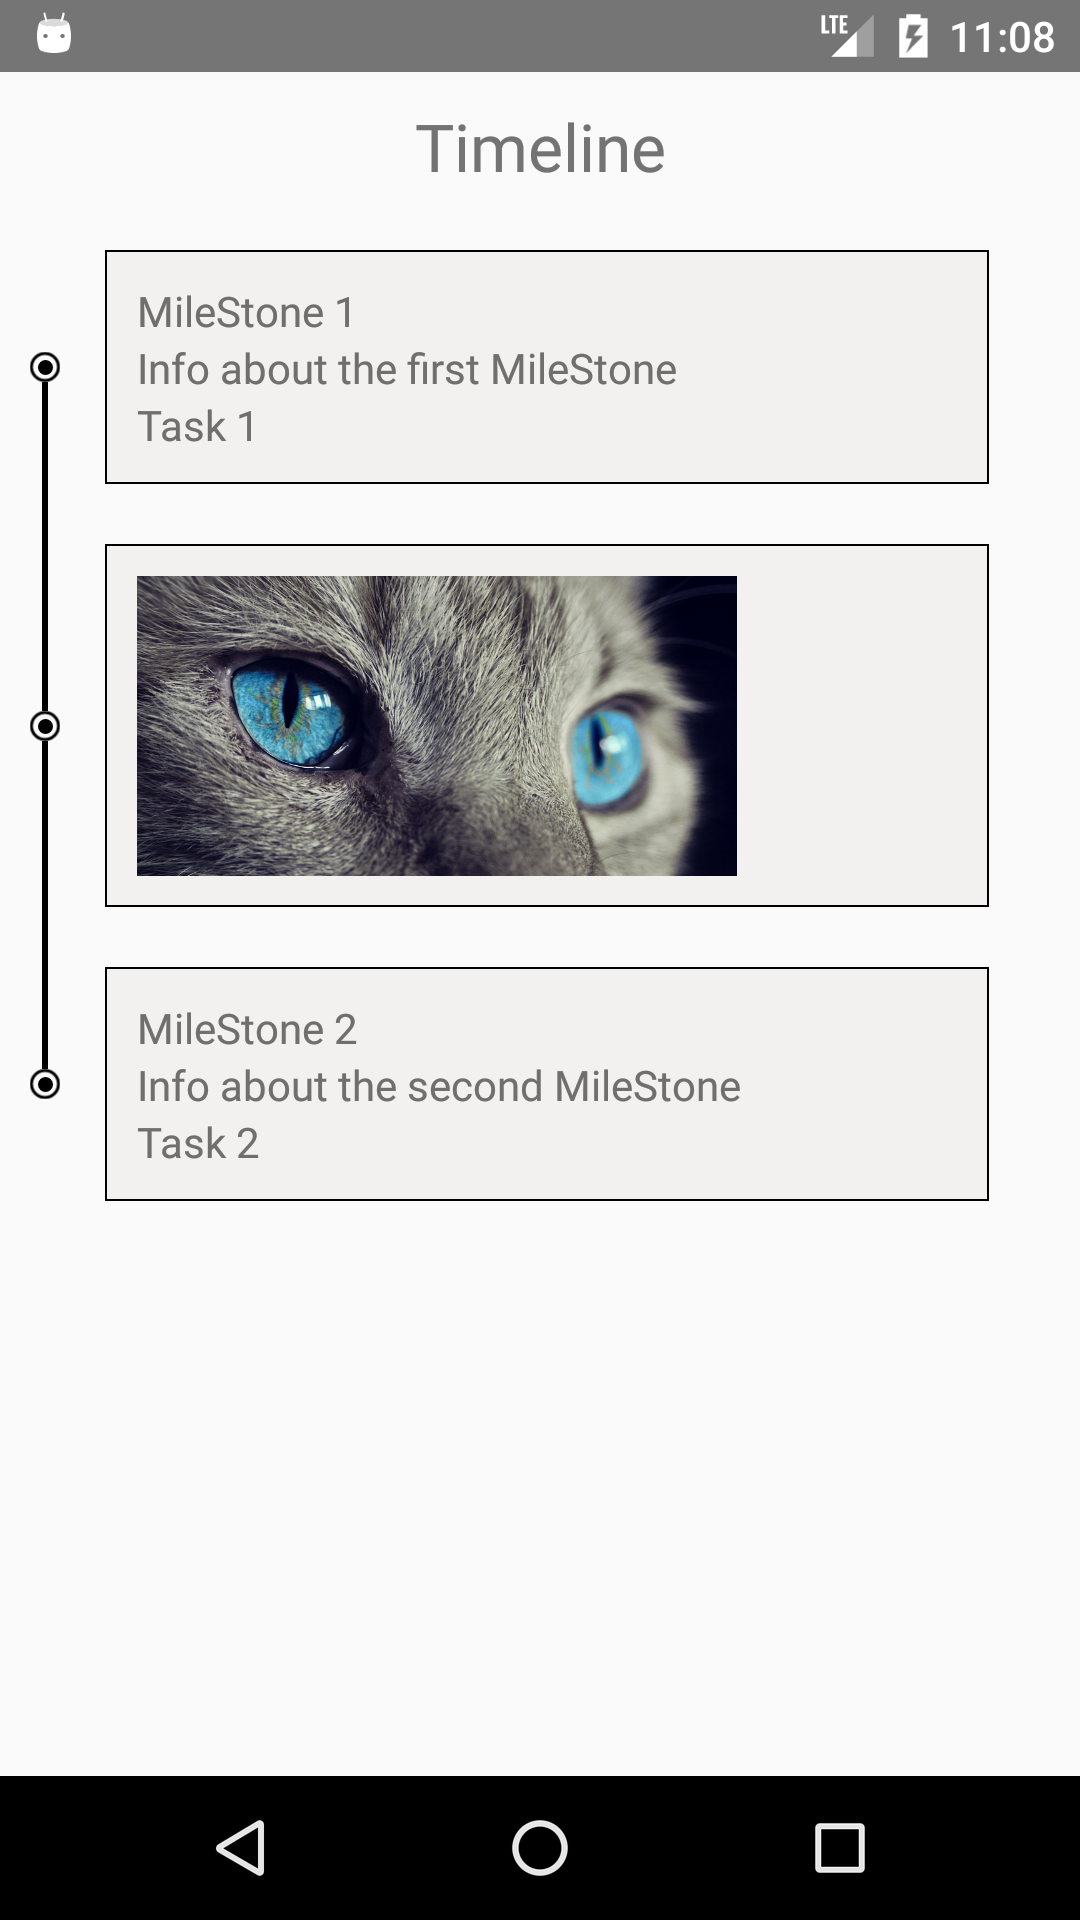 LTE 11:08
Timeline
MileStone 1
Info about the first MileStone
Task 1
MileStone 2
Info about the second MileStone
Task 2